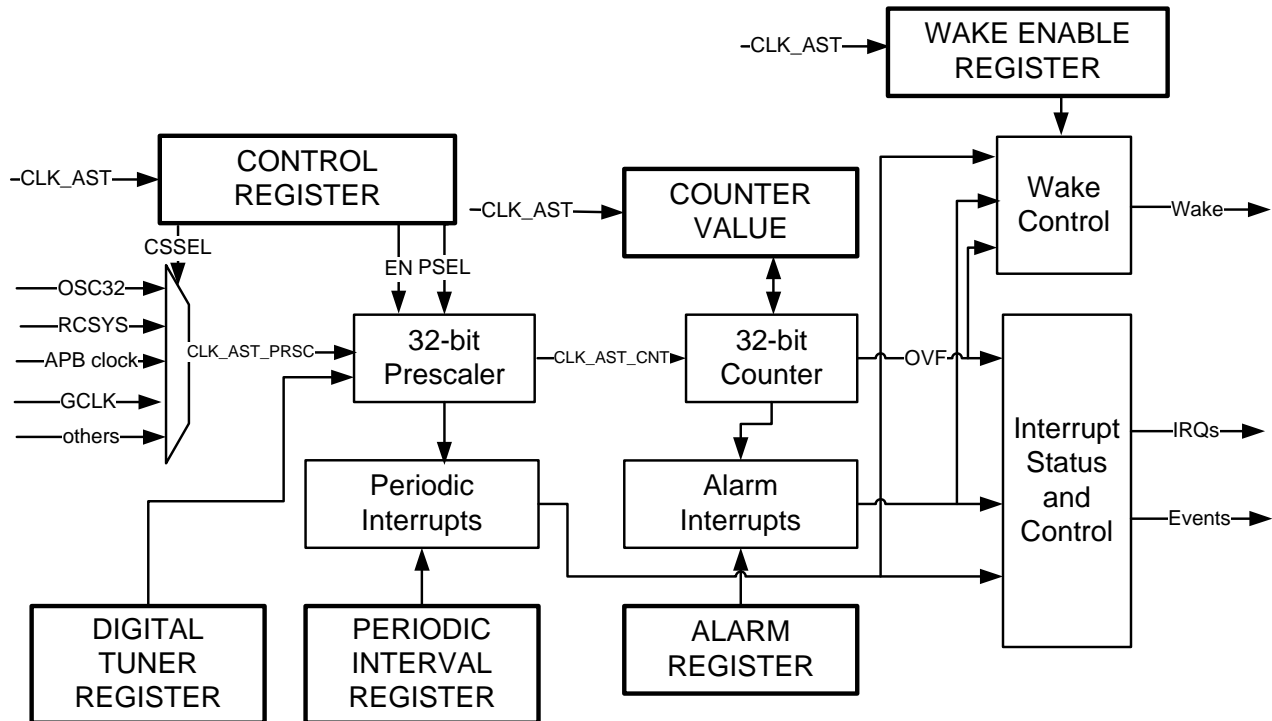 CLK_AST
WAKE ENABLE
REGISTER
CLK_AST
CONTROL
REGISTER
CLK_AST
COUNTER
VALUE
Wake
Control
Wake
CSSEL
EN
PSEL
OSC32
RCSYS
APB clock
GCLK
others
CLK_AST_PRSC
32-bit
Prescaler
CLK_AST_CNT
32-bit
Counter
OVF
Periodic
Interrupts
Alarm
Interrupts
Interrupt
Status
and
Control
IRQs
Events
DIGITAL
TUNER
REGISTER
PERIODIC
INTERVAL
REGISTER
ALARM
REGISTER